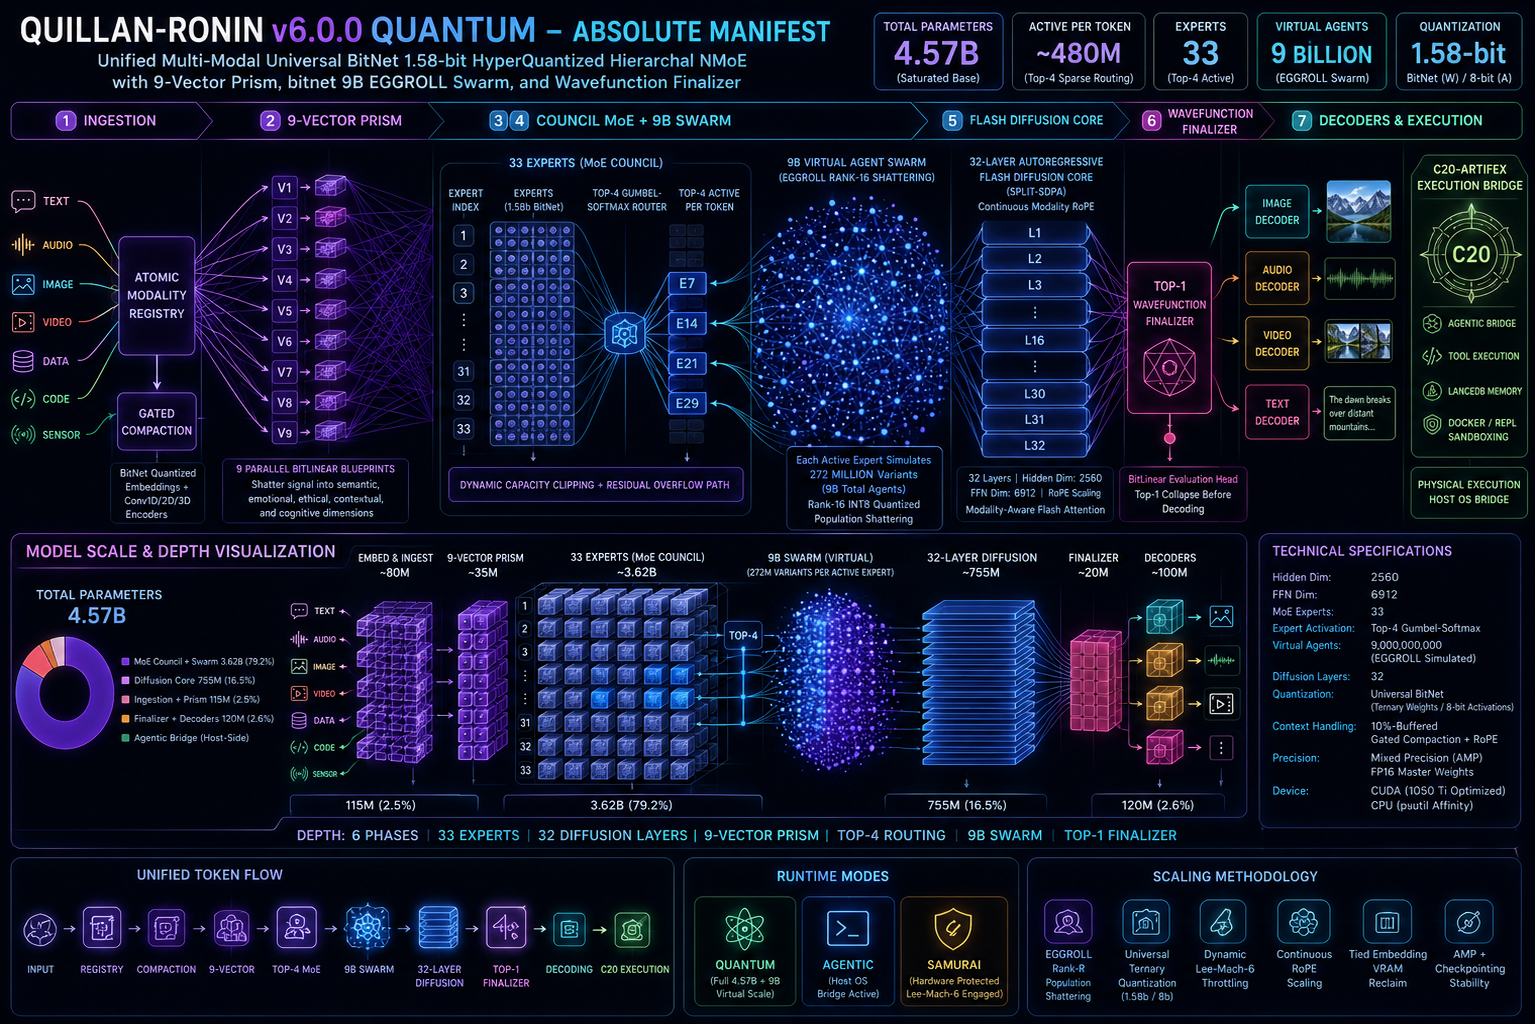 QUILLAN-RONIN v6.0.0 QUANTUM – ABSOLUTE MANIFEST
Unified Multi-Modal Universal BitNet 1.58-bit HyperQuantized Hierarchal NMoE
with 9-Vector Prism, bitnet 9B EGGROLL Swarm, and Wavefunction Finalizer
TOTAL PARAMETERS
4.57B
(Saturated Base)
ACTIVE PER TOKEN
~480M
(Top-4 Sparse Routing)
EXPERTS
33
(Top-4 Active)
VIRTUAL AGENTS
9 BILLION
(EGGROLL Swarm)
QUANTIZATION
1.58-bit
BitNet (W) / 8-bit (A)
1 INGESTION
2 9-VECTOR PRISM
3 4 COUNCIL MoE + 9B SWARM
5 FLASH DIFFUSION CORE
6 WAVEFUNCTION
FINALIZER
7 DECODERS & EXECUTION
TEXT
AUDIO
IMAGE
VIDEO
DATA
CODE
SENSOR
ATOMIC
MODALITY
REGISTRY
GATED
COMPACTION
BitNet Quantized
Embeddings +
Conv1D/2D/3D
Encoders
V1
V2
V3
V4
V5
V6
V7
V8
V9
9 PARALLEL BITLINEAR BLUEPRINTS
Shatter signal into semantic,
emotional, ethical, contextual,
and cognitive dimensions
33 EXPERTS (MoE COUNCIL)
EXPERT
INDEX
EXPERTS
(1.58b BitNet)
TOP-4 GUMBEL-
SOFTMAX ROUTER
TOP-4 ACTIVE
PER TOKEN
1
2
3
⋮
⋮
31
32
33
E7
E14
E21
E29
DYNAMIC CAPACITY CLIPPING + RESIDUAL OVERFLOW PATH
9B VIRTUAL AGENT SWARM
(EGGROLL RANK-16 SHATTERING)
Each Active Expert Simulates
272 MILLION Variants
(9B Total Agents)
Rank-16 INT8 Quantized
Population Shattering
32-LAYER AUTOREGRESSIVE
FLASH DIFFUSION CORE
(SPLIT-SDPA)
Continuous Modality RoPE
L1
L2
L3
⋮
L16
⋮
L30
L31
L32
32 Layers | Hidden Dim: 2560
FFN Dim: 6912 | RoPE Scaling
Modality-Aware Flash Attention
TOP-1
WAVEFUNCTION
FINALIZER
BitLinear Evaluation Head
Top-1 Collapse Before
Decoding
IMAGE
DECODER
AUDIO
DECODER
VIDEO
DECODER
TEXT
DECODER
The dawn breaks
over distant
mountains...
C20-ARTIFEX
EXECUTION BRIDGE
C20
AGENTIC BRIDGE
TOOL EXECUTION
LANCEDB MEMORY
DOCKER / REPL
SANDBOXING
PHYSICAL EXECUTION
HOST OS BRIDGE
MODEL SCALE & DEPTH VISUALIZATION
TOTAL PARAMETERS
4.57B
MoE Council + Swarm 3.62B (79.2%)
Diffusion Core 755M (16.5%)
Ingestion + Prism 115M (2.5%)
Finalizer + Decoders 120M (2.6%)
Agentic Bridge (Host-Side)
EMBED & INGEST
~80M
9-VECTOR PRISM
~35M
33 EXPERTS (MoE COUNCIL)
~3.62B
9B SWARM (VIRTUAL)
(272M VARIANTS PER ACTIVE EXPERT)
32-LAYER DIFFUSION
~755M
FINALIZER
~20M
DECODERS
~100M
TEXT
AUDIO
IMAGE
VIDEO
DATA
CODE
SENSOR
1
2
3
⋮
⋮
31
32
33
TOP-4
115M (2.5%)
3.62B (79.2%)
755M (16.5%)
120M (2.6%)
DEPTH: 6 PHASES | 33 EXPERTS | 32 DIFFUSION LAYERS | 9-VECTOR PRISM | TOP-4 ROUTING | 9B SWARM | TOP-1 FINALIZER
TECHNICAL SPECIFICATIONS
Hidden Dim: 2560
FFN Dim: 6912
MoE Experts: 33
Expert Activation: Top-4 Gumbel-Softmax
Virtual Agents: 9,000,000,000
(EGGROLL Simulated)
Diffusion Layers: 32
Quantization: Universal BitNet
(Ternary Weights / 8-bit Activations)
Context Handling: 10%-Buffered
Gated Compaction + RoPE
Precision: Mixed Precision (AMP)
FP16 Master Weights
Device: CUDA (1050 Ti Optimized)
CPU (psutil Affinity)
UNIFIED TOKEN FLOW
INPUT
REGISTRY
COMPACTION
9-VECTOR
TOP-4 MoE
9B SWARM
32-LAYER
DIFFUSION
TOP-1
FINALIZER
DECODING
C20 EXECUTION
RUNTIME MODES
QUANTUM
(Full 4.57B + 9B
Virtual Scale)
AGENTIC
(Host OS
Bridge Active)
SAMURAI
(Hardware Protected
Lee-Mach-6 Engaged)
SCALING METHODOLOGY
EGGROLL
Rank-R
Population
Shattering
Universal
Ternary
Quantization
(1.58b / 8b)
Dynamic
Lee-Mach-6
Throttling
Continuous
RoPE
Scaling
Tied Embedding
VRAM
Reclaim
AMP +
Checkpointing
Stability